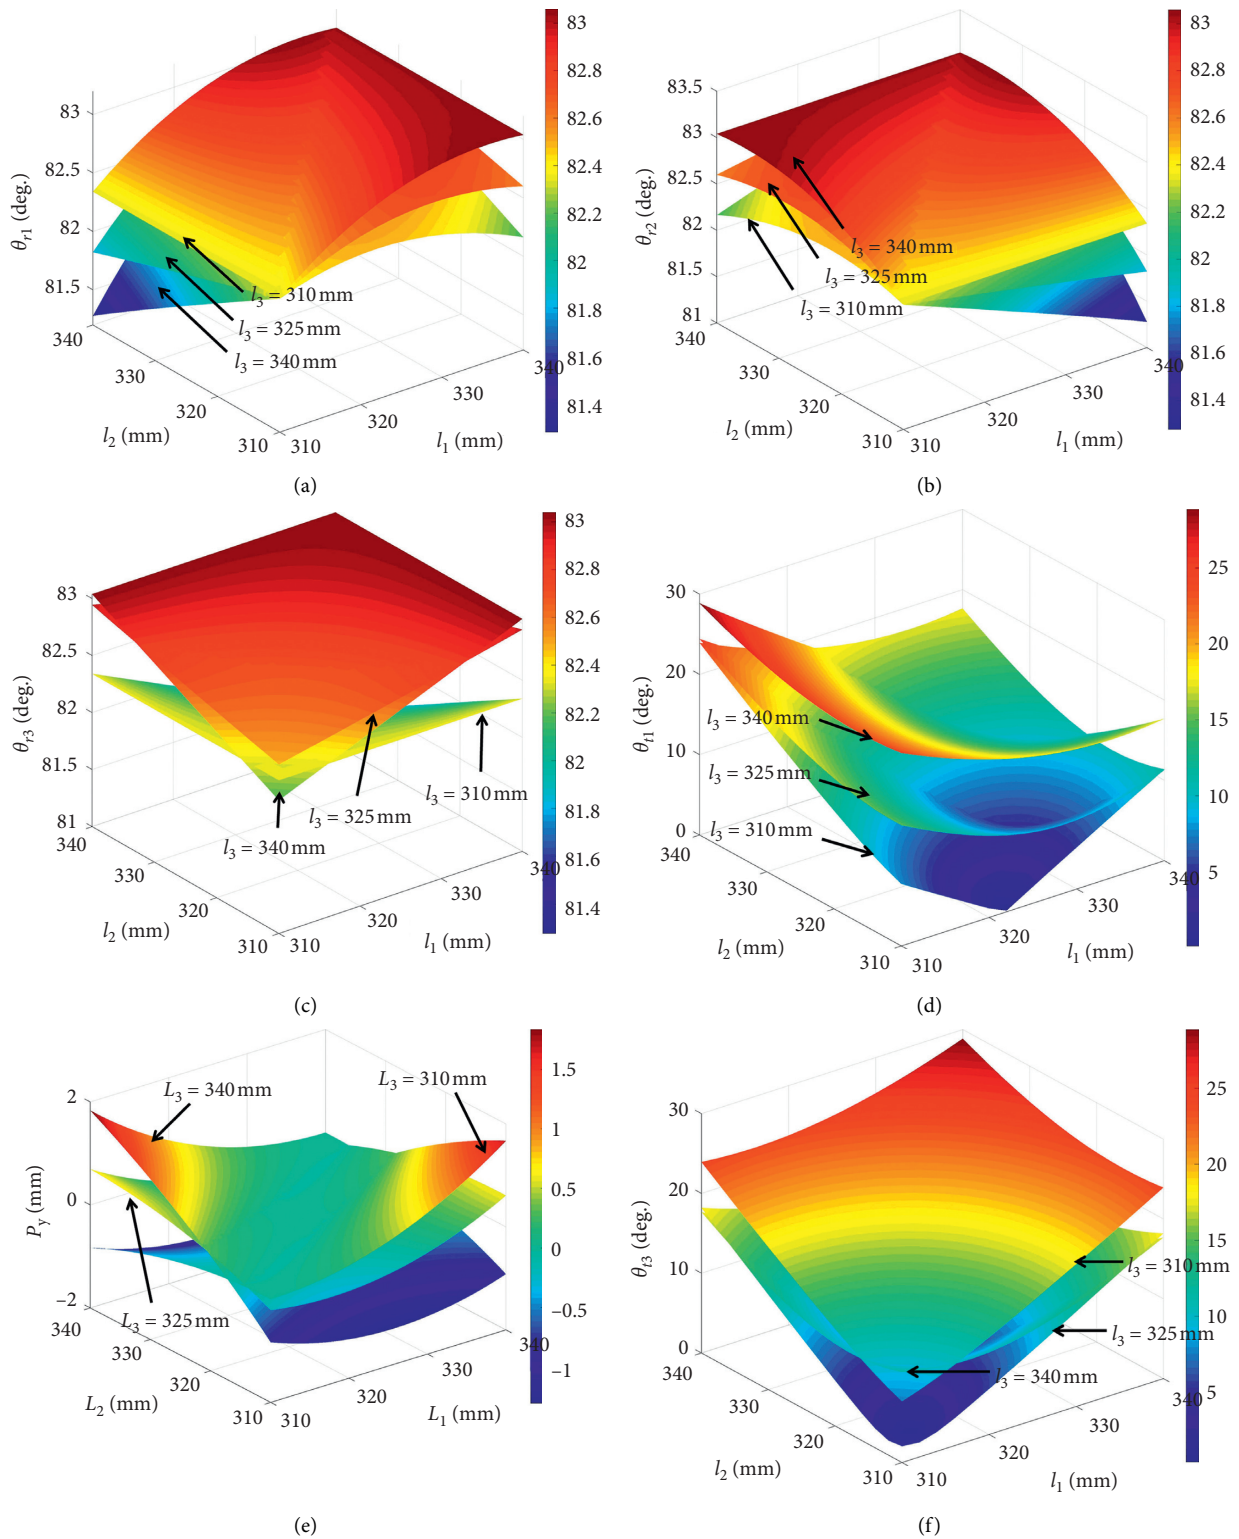 83
82.8
82.6
82.4
82.2
82
81.8
81.6
81.4
83
82.5
82
81.5
θr1 (deg.)
l3 = 310 mm
l3 = 325 mm
l3 = 340 mm
340
330
320
310
l2 (mm)
310
320
330
340
l1 (mm)
(a)
83
82.8
82.6
82.4
82.2
82
81.8
81.6
81.4
83.5
83
82.5
82
81.5
81
θr2 (deg.)
l3 = 340 mm
l3 = 325 mm
l3 = 310 mm
340
330
320
310
l2 (mm)
310
320
330
340
l1 (mm)
(b)
83
82.8
82.6
82.4
82.2
82
81.8
81.6
81.4
83
82.5
82
81.5
81
θr3 (deg.)
l3 = 310 mm
l3 = 325 mm
l3 = 340 mm
340
330
320
310
l2 (mm)
310
320
330
340
l1 (mm)
(c)
25
20
15
10
5
30
20
10
0
θt1 (deg.)
l3 = 340 mm
l3 = 325 mm
l3 = 310 mm
340
330
320
310
l2 (mm)
310
320
330
340
l1 (mm)
(d)
1.5
1
0.5
0
−0.5
−1
2
0
−2
Py (mm)
L3 = 340 mm
L3 = 310 mm
L3 = 325 mm
340
330
320
310
L2 (mm)
310
320
330
340
L1 (mm)
(e)
25
20
15
10
5
30
20
10
0
θt3 (deg.)
l3 = 310 mm
l3 = 325 mm
l3 = 340 mm
340
330
320
310
l2 (mm)
310
320
330
340
l1 (mm)
(f)